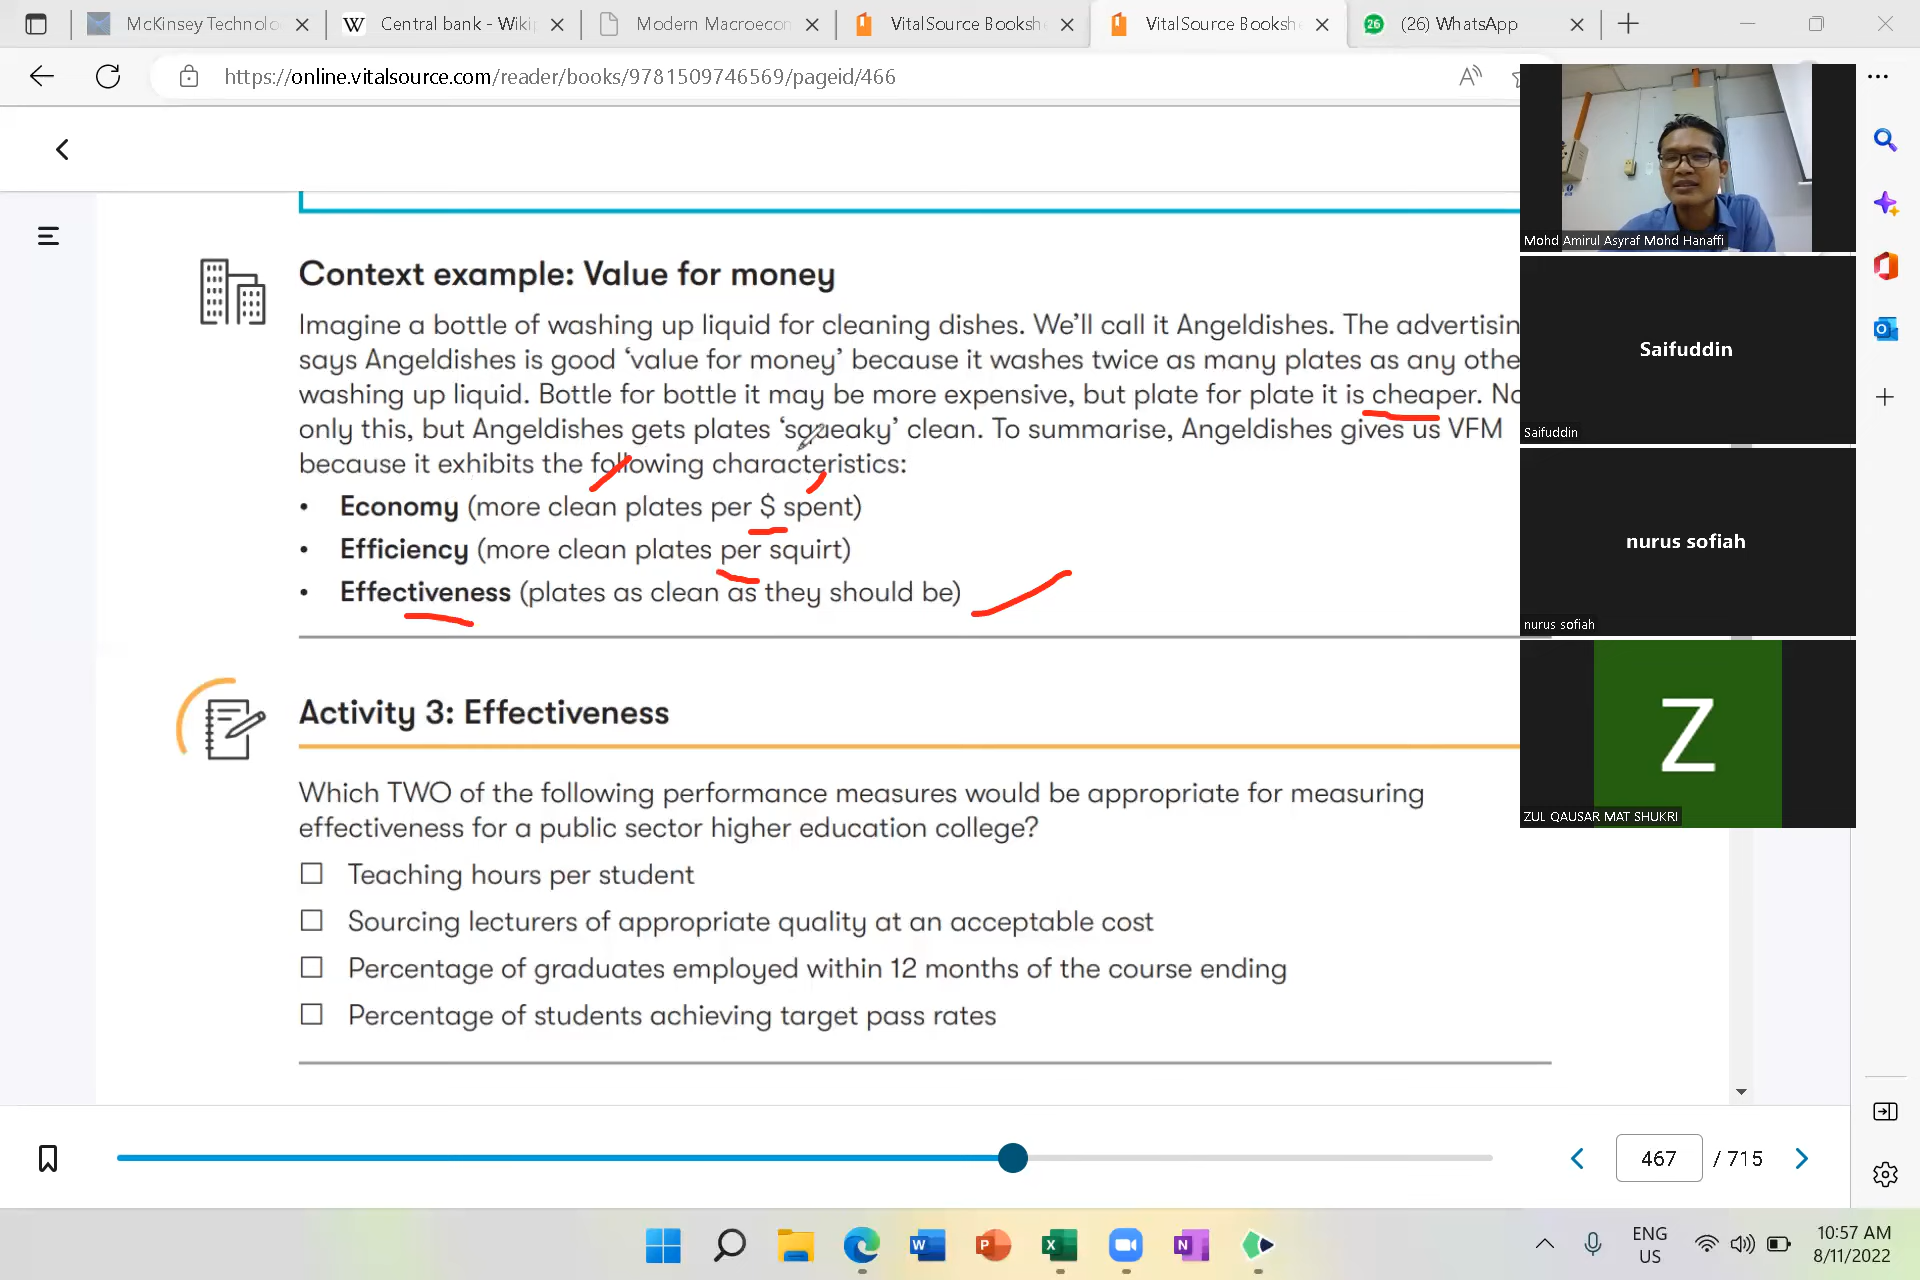 McKinsey Technolo
Central bank - Wiki
Modern Macroecon
VitalSource Booksh
VitalSource Booksh
(26) WhatsApp
https://online.vitalsource.com/reader/books/9781509746569/pageid/466
Context example: Value for money
Imagine a bottle of washing up liquid for cleaning dishes. We'll call it Angeldishes. The advertisin
says Angeldishes is good 'value for money' because it washes twice as many plates as any othe
washing up liquid. Bottle for bottle it may be more expensive, but plate for plate it is cheaper. No
only this, but Angeldishes gets plates 'squeaky' clean. To summarise, Angeldishes gives us VFM
because it exhibits the following characteristics:
• Economy (more clean plates per $ spent)
• Efficiency (more clean plates per squirt)
• Effectiveness (plates as clean as they should be)
Activity 3: Effectiveness
Which TWO of the following performance measures would be appropriate for measuring
effectiveness for a public sector higher education college?
Teaching hours per student
Sourcing lecturers of appropriate quality at an acceptable cost
Percentage of graduates employed within 12 months of the course ending
Percentage of students achieving target pass rates
Mohd Amirul Asyraf Mohd Hanaffi
Saifuddin
Saifuddin
nurus sofiah
nurus sofiah
Z
ZUL QAUSAR MAT SHUKRI
467 / 715
ENG
US
10:57 AM
8/11/2022